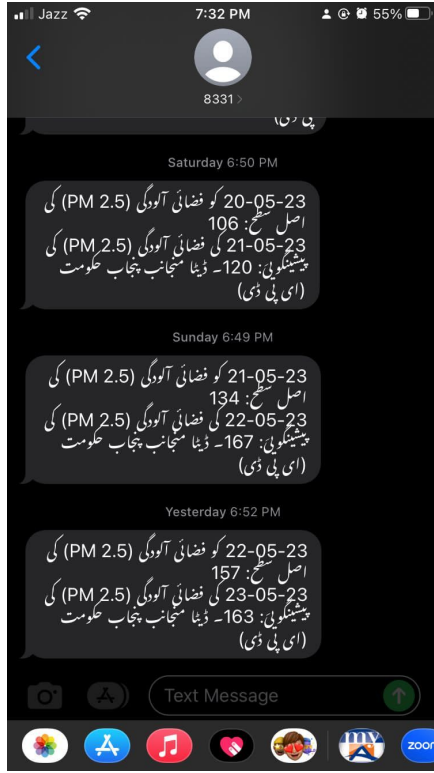 Jazz 7:32 PM 55%
8331
پی ڈی)
Saturday 6:50 PM
20-05-23 کو فضائی آلودگی (PM 2.5) کی
اصل سطح: 106
21-05-23 کی فضائی آلودگی (PM 2.5) کی
پیشینگویئ: 120۔ ڈیٹا منجانب پنجاب حکومت
(ای پی ڈی)
Sunday 6:49 PM
21-05-23 کو فضائی آلودگی (PM 2.5) کی
اصل سطح: 134
22-05-23 کی فضائی آلودگی (PM 2.5) کی
پیشینگویئ: 167۔ ڈیٹا منجانب پنجاب حکومت
(ای پی ڈی)
Yesterday 6:52 PM
22-05-23 کو فضائی آلودگی (PM 2.5) کی
اصل سطح: 157
23-05-23 کی فضائی آلودگی (PM 2.5) کی
پیشینگویئ: 163۔ ڈیٹا منجانب پنجاب حکومت
(ای پی ڈی)
Text Message
my
zoom